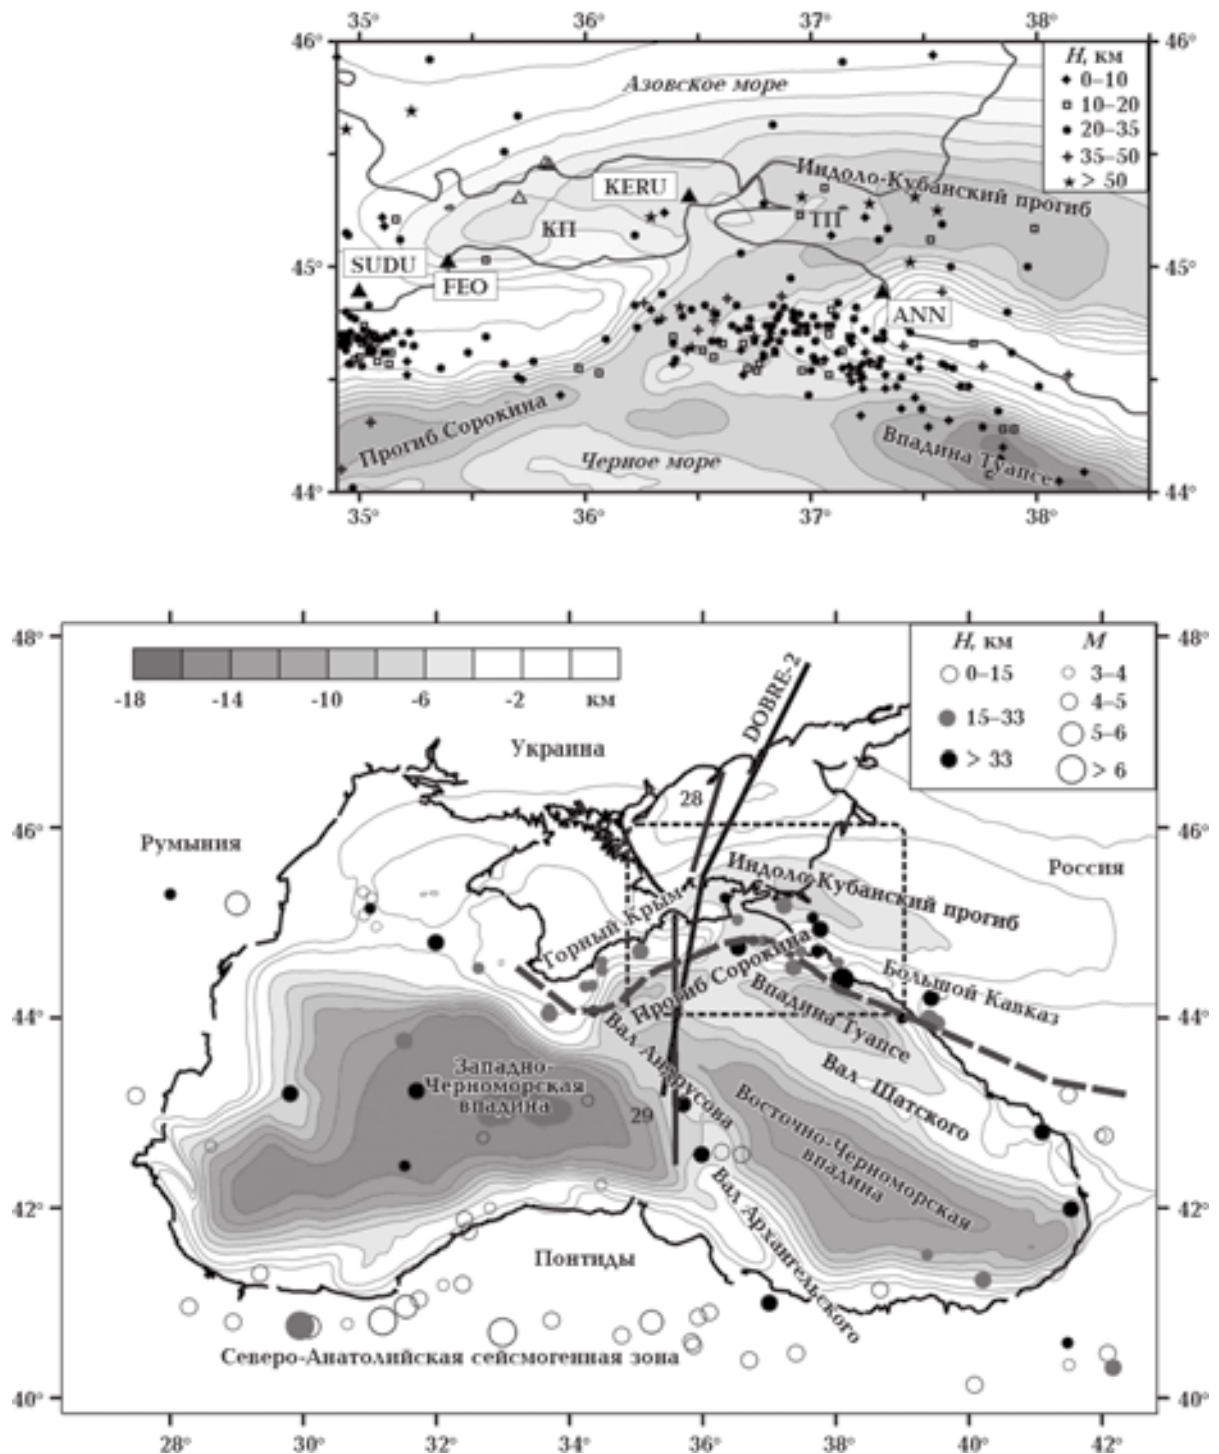 35°
36°
37°
38°
46°
46°
H, км
0–10
10–20
20–35
35–50
> 50
Азовское море
Индоло-Кубанский прогиб
KERU
КП
ТП
45°
45°
SUDU
FEO
ANN
Прогиб Сорокина
Впадина Туапсе
Черное море
44°
44°
35°
36°
37°
38°
48°
48°
-18
-14
-10
-6
-2
км
H, км
M
0–15
3–4
15–33
4–5
> 33
5–6
> 6
DOBRE-2
Украина
28
46°
46°
Румыния
Россия
Индоло-Кубанский прогиб
Горный Крым
Прогиб Сорокина
Большой Кавказ
Впадина Туапсе
44°
44°
Вал Андрусова
Вал Шатского
Западно-
Черноморская
впадина
29
Восточно-Черноморская
впадина
42°
42°
Вал Архангельского
Понтиды
Северо-Анатолийская сейсмогенная зона
40°
40°
28°
30°
32°
34°
36°
38°
40°
42°